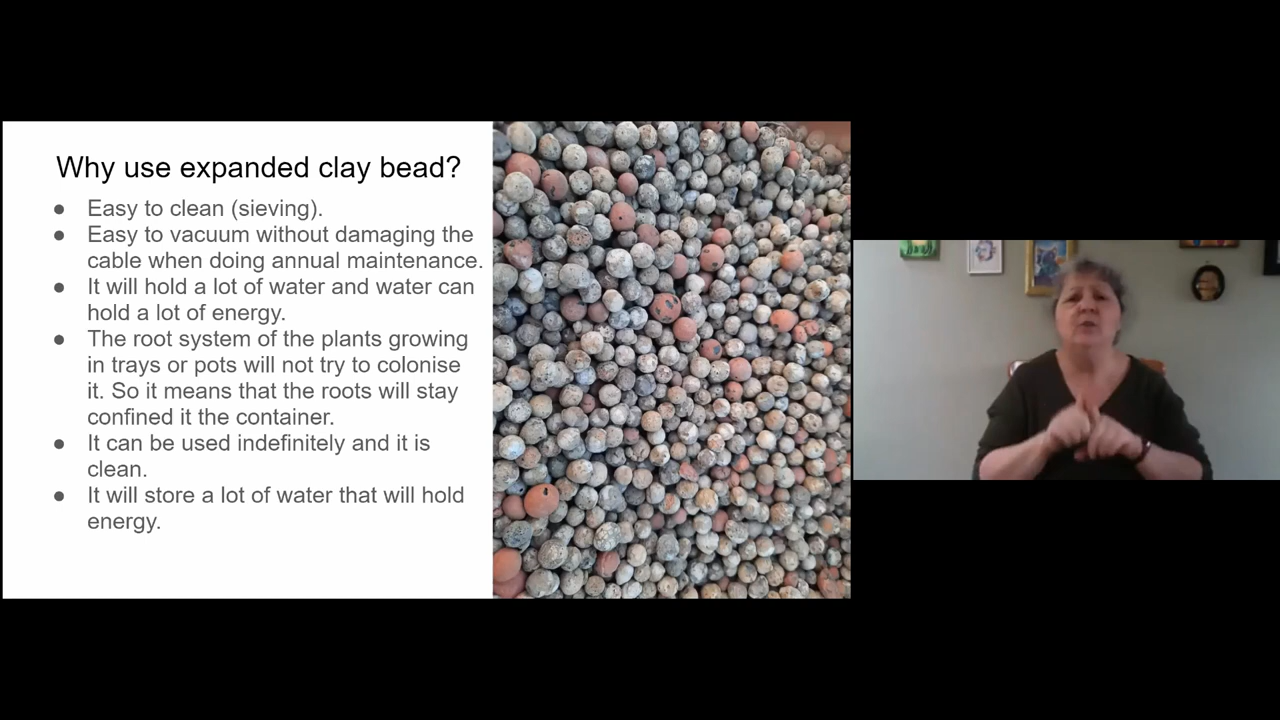 Why use expanded clay bead?
● Easy to clean (sieving).
● Easy to vacuum without damaging the
cable when doing annual maintenance.
● It will hold a lot of water and water can
hold a lot of energy.
● The root system of the plants growing
in trays or pots will not try to colonise
it. So it means that the roots will stay
confined it the container.
● It can be used indefinitely and it is
clean.
● It will store a lot of water that will hold
energy.